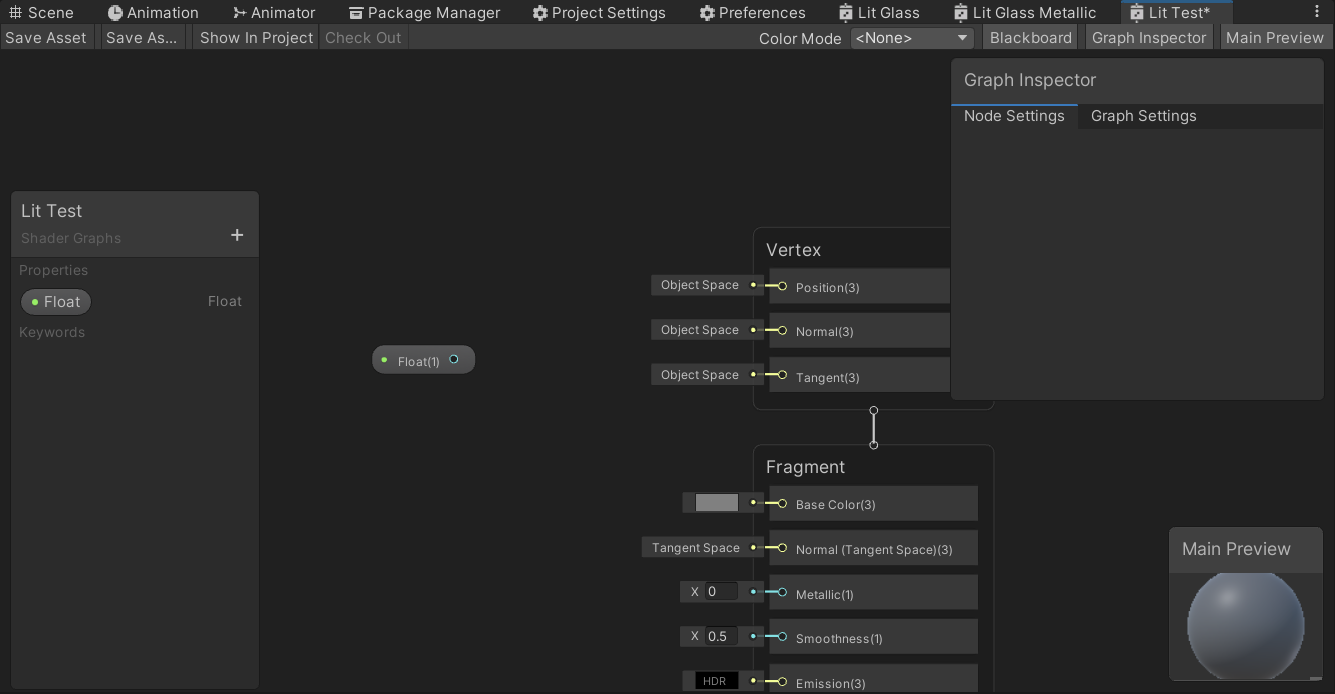 Scene Animation Animator Package Manager Project Settings Preferences Lit Glass Lit Glass Metallic Lit Test*
Save Asset Save As... Show In Project Check Out Color Mode <None> Blackboard Graph Inspector Main Preview
Graph Inspector
Node Settings Graph Settings
Lit Test
Shader Graphs +
Properties
Float Float
Keywords
Float(1)
Vertex
Object Space Position(3)
Object Space Normal(3)
Object Space Tangent(3)
Fragment
Base Color(3)
Tangent Space Normal (Tangent Space)(3)
X 0 Metallic(1)
X 0.5 Smoothness(1)
HDR Emission(3)
Main Preview